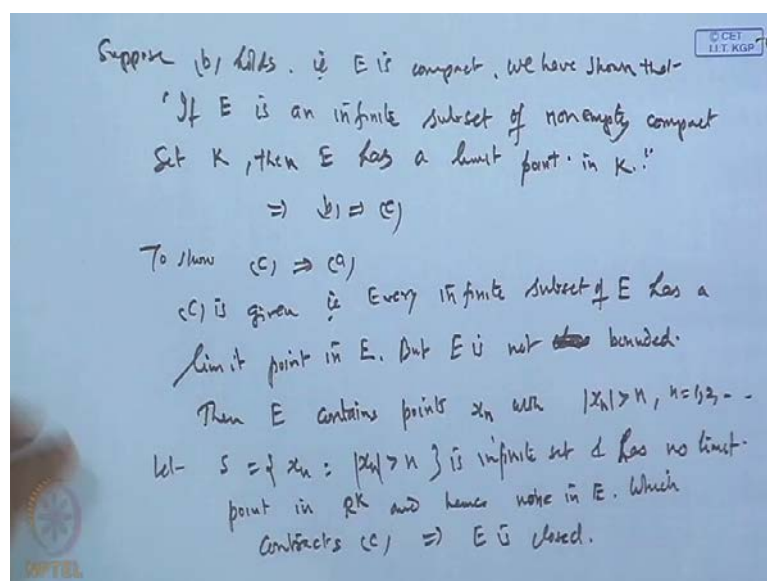 © CET
I.I.T. KGP
Suppose (b) holds. ie E is compact. We have shown that
"If E is an infinite subset of nonempty compact
Set K, then E has a limit point in K."
⇒ (b) ⇒ (c)
To show (c) ⇒ (a)
(c) is given ie Every infinite subset of E has a
limit point in E. But E is not bounded.
Then E contains points xₙ with |xₙ| > n, n=1,2,--
Let S = { xₙ : |xₙ| > n } is infinite set & has no limit
point in R^K and hence none in E. Which
contracts (c) ⇒ E is closed.
NPTEL